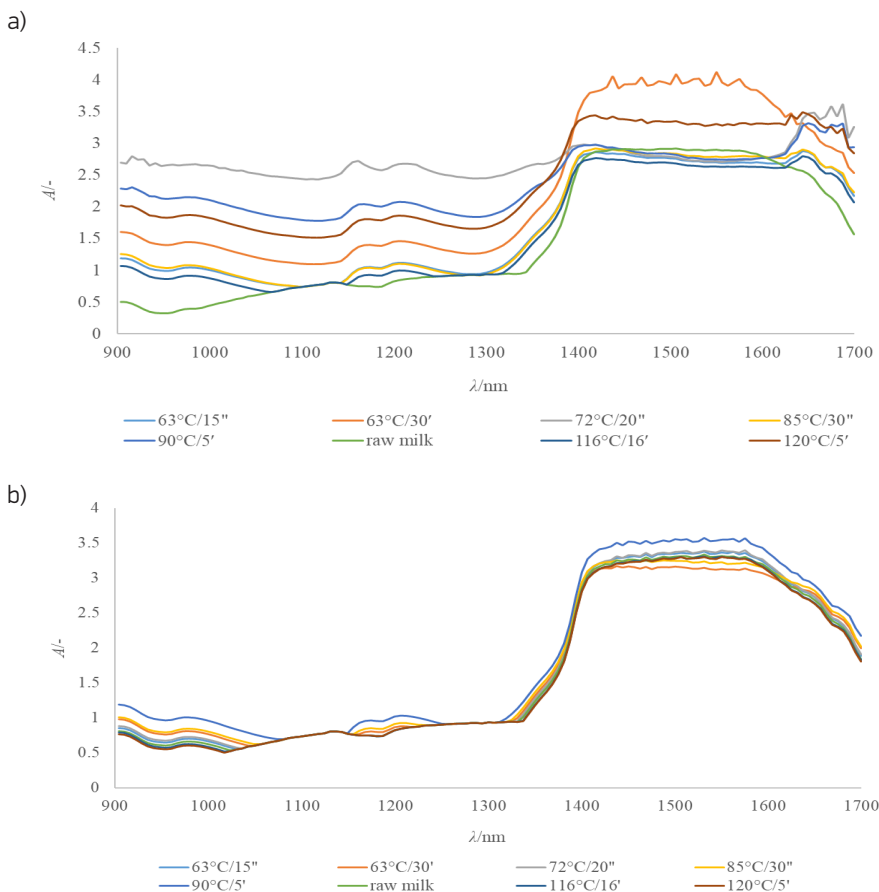 a)
4.5
4
3.5
3
2.5
2
1.5
1
0.5
0
A/-
900 1000 1100 1200 1300 1400 1500 1600 1700
λ/nm
63°C/15" 63°C/30′ 72°C/20" 85°C/30"
90°C/5′ raw milk 116°C/16′ 120°C/5′
b)
4
3.5
3
2.5
2
1.5
1
0.5
0
A/-
900 1000 1100 1200 1300 1400 1500 1600 1700
λ/nm
63°C/15" 63°C/30' 72°C/20" 85°C/30"
90°C/5' raw milk 116°C/16' 120°C/5'